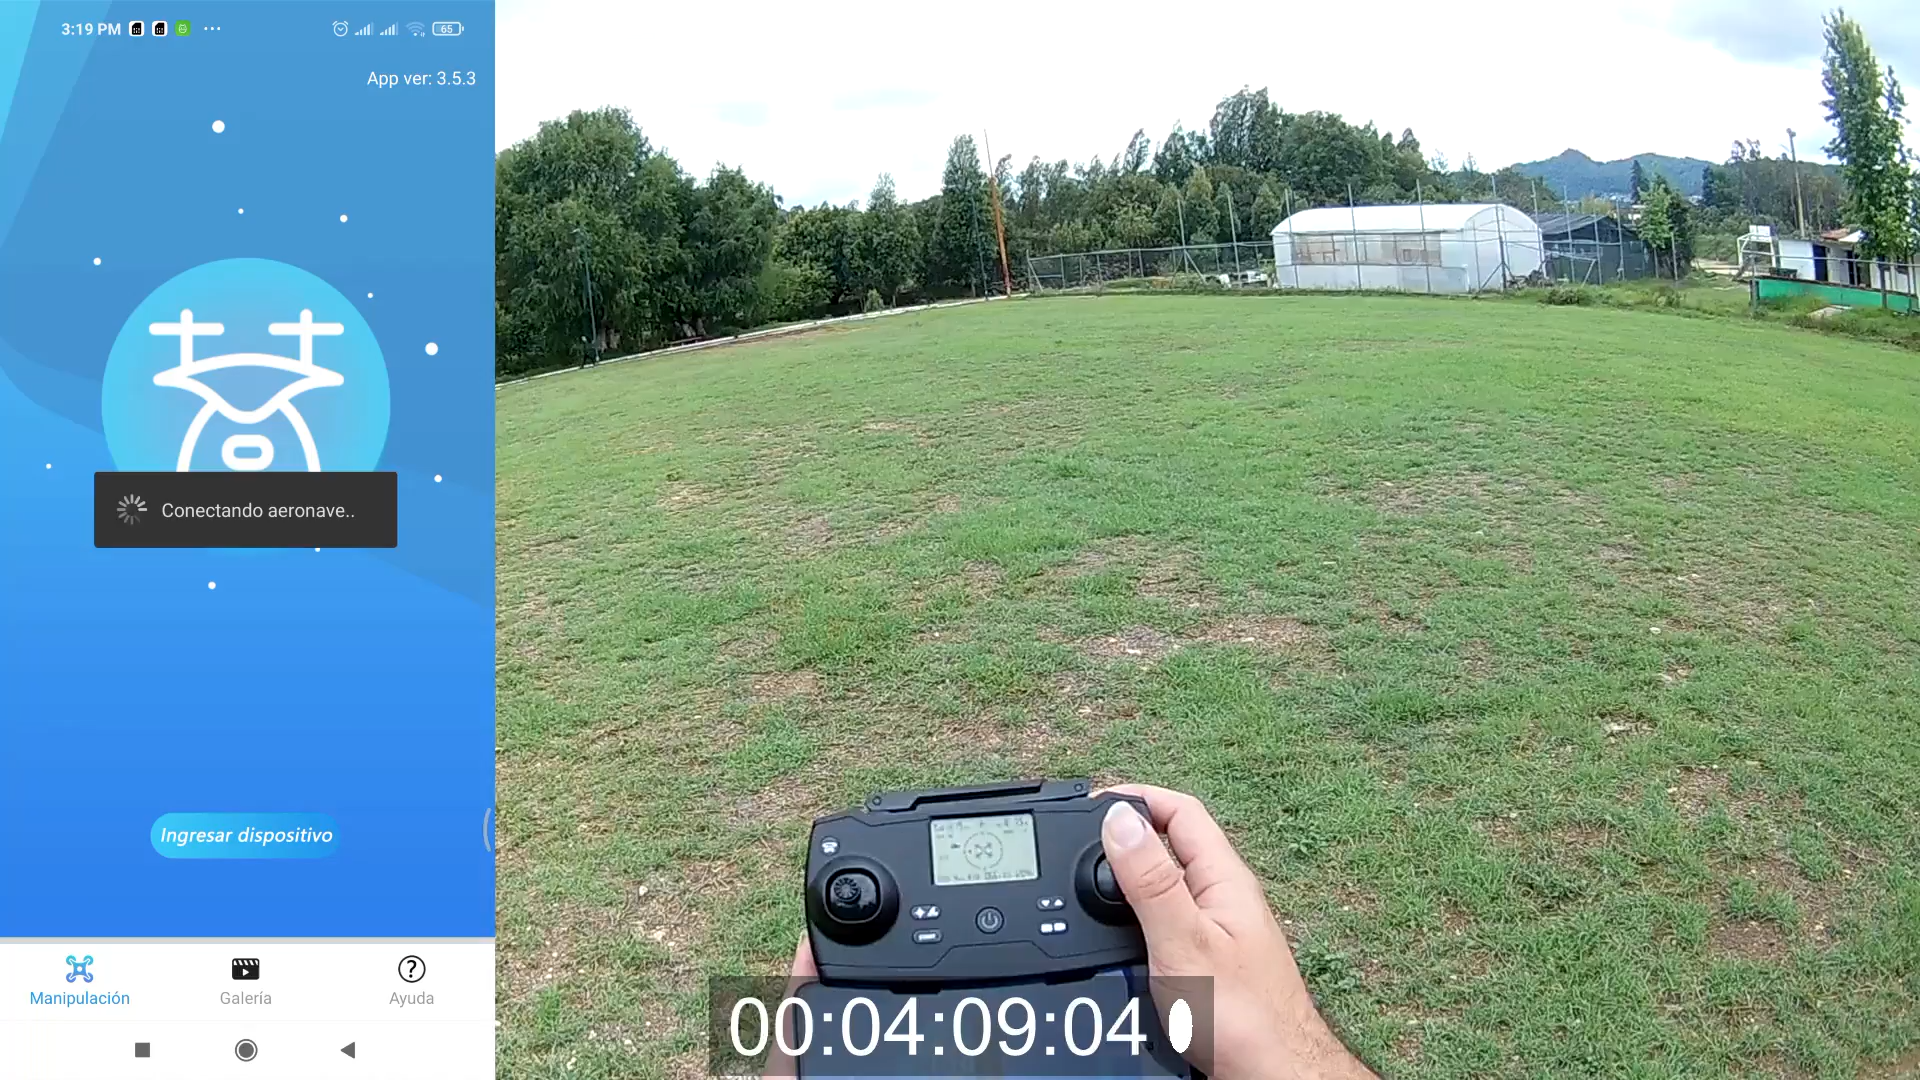 3:19 PM
65
App ver: 3.5.3
Conectando aeronave..
Ingresar dispositivo
Manipulación
Galería
Ayuda
00:04:09:04